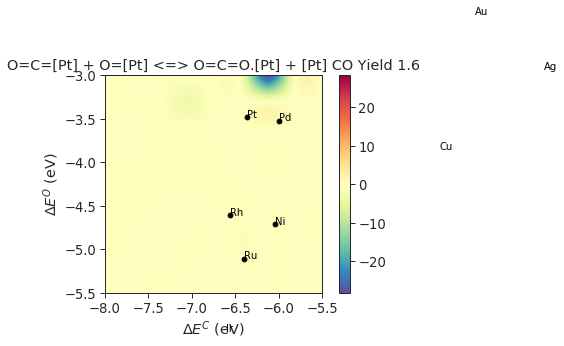 Au
O=C=[Pt] + O=[Pt] <=> O=C=O.[Pt] + [Pt] CO Yield 1.6
Ag
−3.0
20
Pt
Pd
−3.5
10
Cu
−4.0
0
ΔE^O (eV)
−4.5
Rh
Ni
−10
−5.0
Ru
−20
−5.5
−8.0 −7.5 −7.0 −6.5 −6.0 −5.5
ΔE^C (eV)
Ir